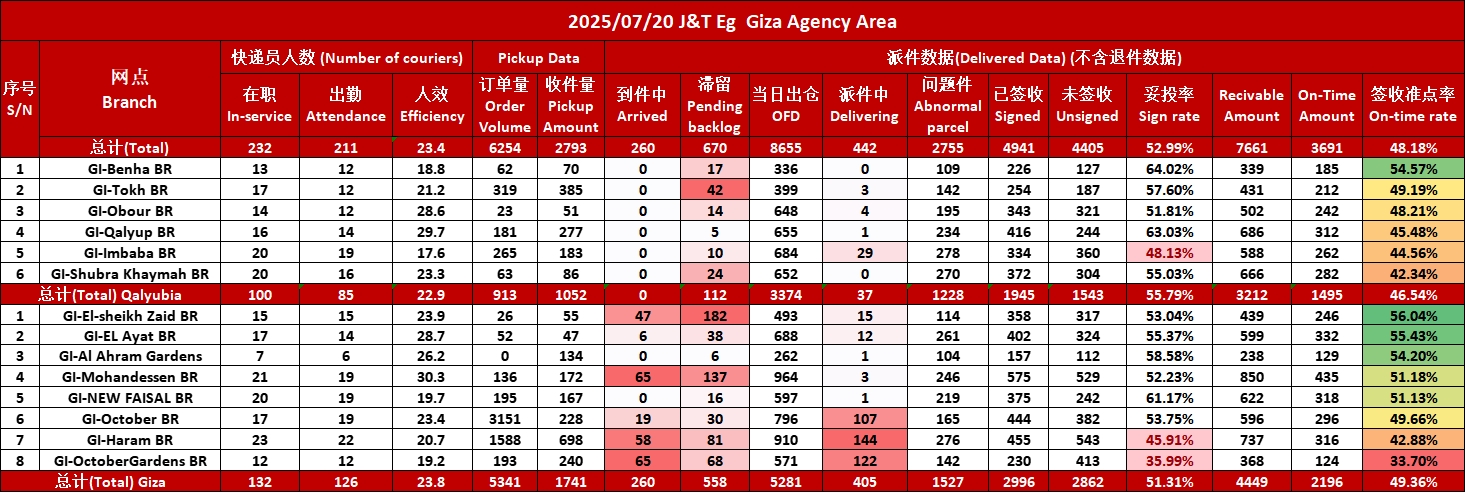 2025/07/20 J&T Eg  Giza Agency Area
序号 S/N 网点 Branch 快递员人数 (Number of couriers) Pickup Data 派件数据(Delivered Data) (不含退件数据)
在职 In-service 出勤 Attendance 人效 Efficiency 订单量 Order Volume 收件量 Pickup Amount 到件中 Arrived 滞留 Pending backlog 当日出仓 OFD 派件中 Delivering 问题件 Abnormal parcel 已签收 Signed 未签收 Unsigned 妥投率 Sign rate Recivable Amount On-Time Amount 签收准点率 On-time rate
总计(Total) 232 211 23.4 6254 2793 260 670 8655 442 2755 4941 4405 52.99% 7661 3691 48.18%
1 GI-Benha BR 13 12 18.8 62 70 0 17 336 0 109 226 127 64.02% 339 185 54.57%
2 GI-Tokh BR 17 12 21.2 319 385 0 42 399 3 142 254 187 57.60% 431 212 49.19%
3 GI-Obour BR 14 12 28.6 23 51 0 14 648 4 195 343 321 51.81% 502 242 48.21%
4 GI-Qalyup BR 16 14 29.7 181 277 0 5 655 1 234 416 244 63.03% 686 312 45.48%
5 GI-Imbaba BR 20 19 17.6 265 183 0 10 684 29 278 334 360 48.13% 588 262 44.56%
6 GI-Shubra Khaymah BR 20 16 23.3 63 86 0 24 652 0 270 372 304 55.03% 666 282 42.34%
总计(Total) Qalyubia 100 85 22.9 913 1052 0 112 3374 37 1228 1945 1543 55.79% 3212 1495 46.54%
1 GI-El-sheikh Zaid BR 15 15 23.9 26 55 47 182 493 15 114 358 317 53.04% 439 246 56.04%
2 GI-EL Ayat BR 17 14 28.7 52 47 6 38 688 12 261 402 324 55.37% 599 332 55.43%
3 GI-Al Ahram Gardens 7 6 26.2 0 134 0 6 262 1 104 157 112 58.58% 238 129 54.20%
4 GI-Mohandessen BR 21 19 30.3 136 172 65 137 964 3 246 575 529 52.23% 850 435 51.18%
5 GI-NEW FAISAL BR 20 19 19.7 195 167 0 16 597 1 219 375 242 61.17% 622 318 51.13%
6 GI-October BR 17 19 23.4 3151 228 19 30 796 107 165 444 382 53.75% 596 296 49.66%
7 GI-Haram BR 23 22 20.7 1588 698 58 81 910 144 276 455 543 45.91% 737 316 42.88%
8 GI-OctoberGardens BR 12 12 19.2 193 240 65 68 571 122 142 230 413 35.99% 368 124 33.70%
总计(Total) Giza 132 126 23.8 5341 1741 260 558 5281 405 1527 2996 2862 51.31% 4449 2196 49.36%